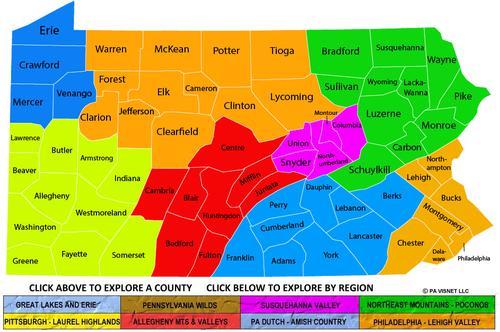 Erie
Warren
McKean
Potter
Tioga
Bradford
Susquehanna
Wayne
Crawford
Forest
Elk
Cameron
Sullivan
Wyoming
Lacka-
Wanna
Mercer
Venango
Clinton
Lycoming
Pike
Clarion
Jefferson
Montour
Columbia
Luzerne
Monroe
Clearfield
Lawrence
Butler
Centre
Union
Carbon
Armstrong
Snyder
North-
umberland
Schuylkill
North-
ampton
Beaver
Indiana
Mifflin
Lehigh
Cambria
Blair
Juniata
Dauphin
Berks
Bucks
Allegheny
Perry
Lebanon
Montgomery
Westmoreland
Huntingdon
Washington
Cumberland
Lancaster
Chester
Dela-
ware
Philadelphia
Greene
Fayette
Somerset
Bedford
Fulton
Franklin
Adams
York
© PA VISNET LLC
CLICK ABOVE TO EXPLORE A COUNTY CLICK BELOW TO EXPLORE BY REGION
GREAT LAKES AND ERIE PENNSYLVANIA WILDS SUSQUEHANNA VALLEY NORTHEAST MOUNTAINS - POCONOS
PITTSBURGH - LAUREL HIGHLANDS ALLEGHENY MTS & VALLEYS PA DUTCH - AMISH COUNTRY PHILADELPHIA - LEHIGH VALLEY